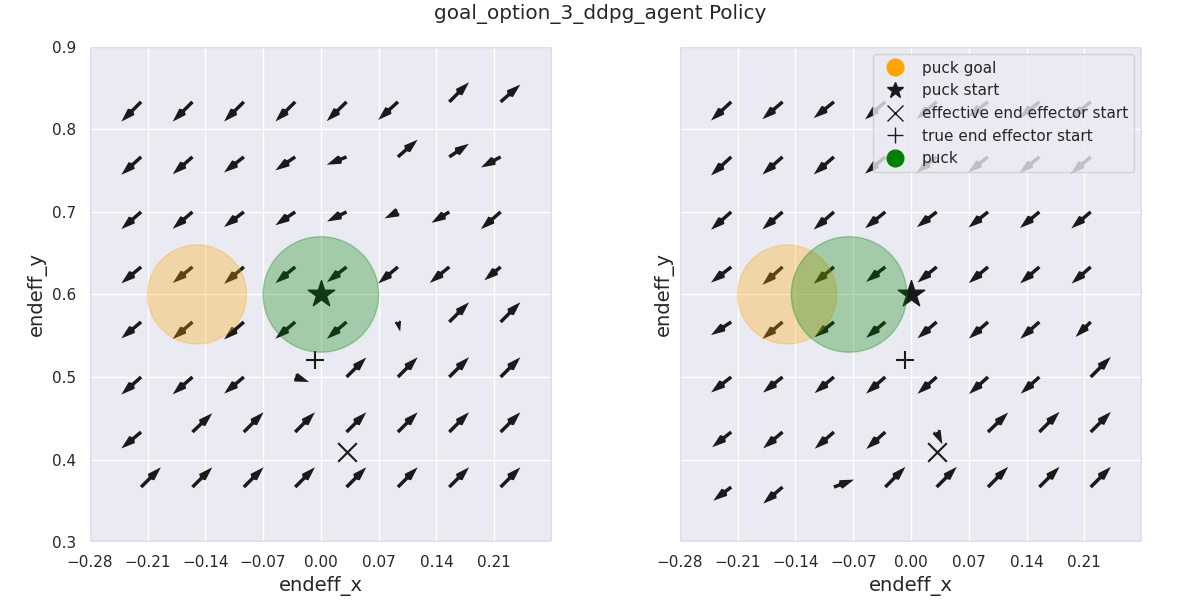 goal_option_3_ddpg_agent Policy
0.9
0.8
0.7
0.6
0.5
0.4
0.3
endeff_y
−0.28 −0.21 −0.14 −0.07 0.00 0.07 0.14 0.21
endeff_x
puck goal
puck start
effective end effector start
true end effector start
puck
endeff_y
−0.28 −0.21 −0.14 −0.07 0.00 0.07 0.14 0.21
endeff_x